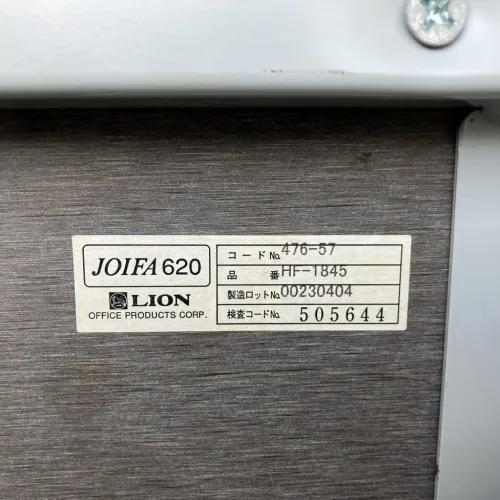 JOIFA 620
LION
OFFICE PRODUCTS CORP.
コードNo. 476-57
品番 HF-1845
製造ロットNo. 00230404
検査コードNo. 505644